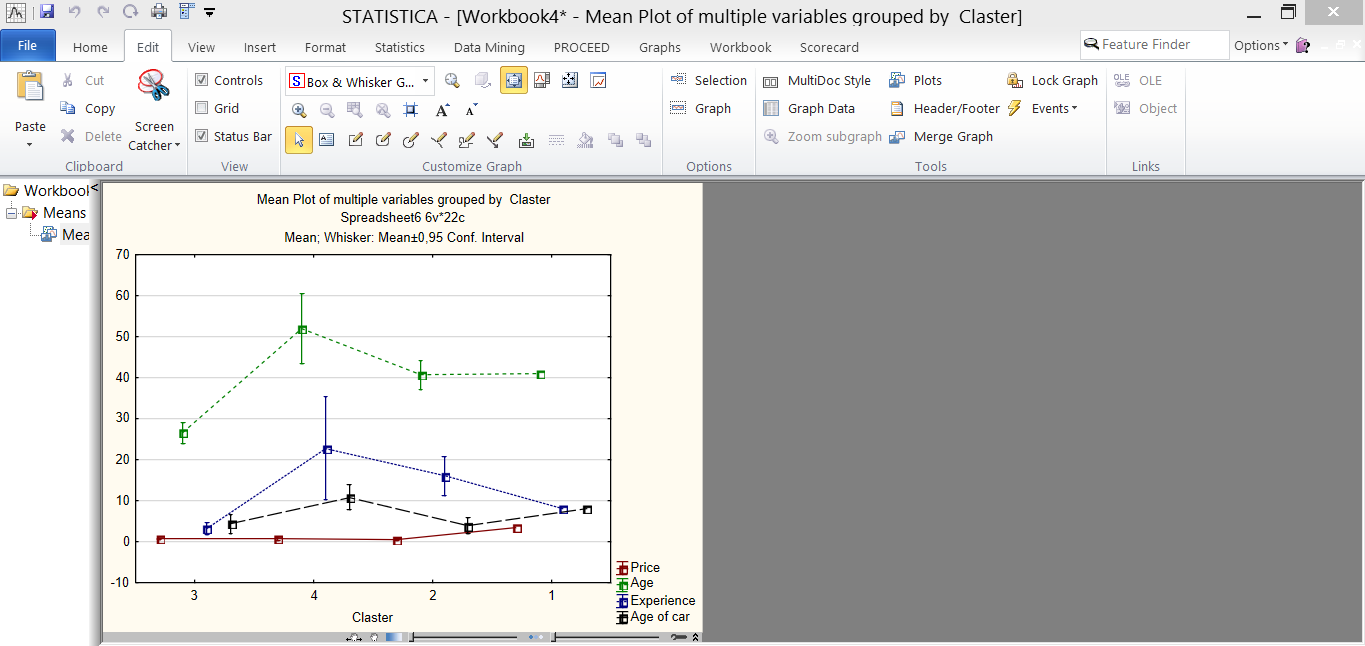 STATISTICA - [Workbook4* - Mean Plot of multiple variables grouped by  Claster]
File Home Edit View Insert Format Statistics Data Mining PROCEED Graphs Workbook Scorecard Feature Finder Options
Paste
Cut
Copy
Delete
Screen Catcher
Clipboard
Controls
Grid
Status Bar
View
Box & Whisker G...
A A
Customize Graph
Selection
Graph
Options
MultiDoc Style
Graph Data
Zoom subgraph
Plots
Header/Footer
Merge Graph
Lock Graph
Events
Tools
OLE
Object
Links
Workbook
Means
Mea
Mean Plot of multiple variables grouped by  Claster
Spreadsheet6 6v*22c
Mean; Whisker: Mean±0,95 Conf. Interval
70
60
50
40
30
20
10
0
-10
3 4 2 1
Claster
Price
Age
Experience
Age of car